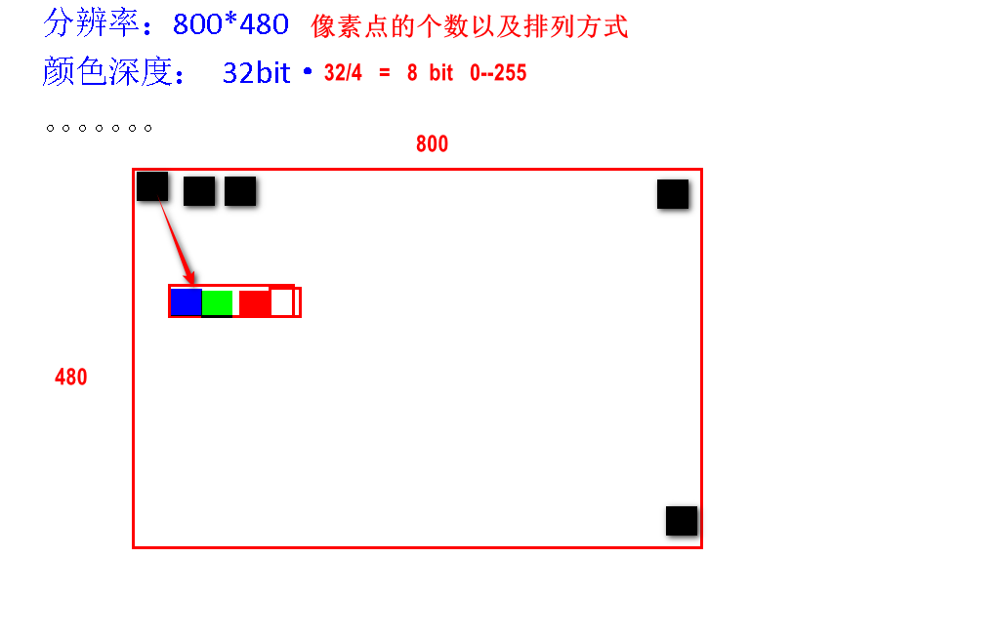 分辨率：800*480 像素点的个数以及排列方式
颜色深度： 32bit • 32/4 = 8 bit 0--255
。。。。。。。
800
480